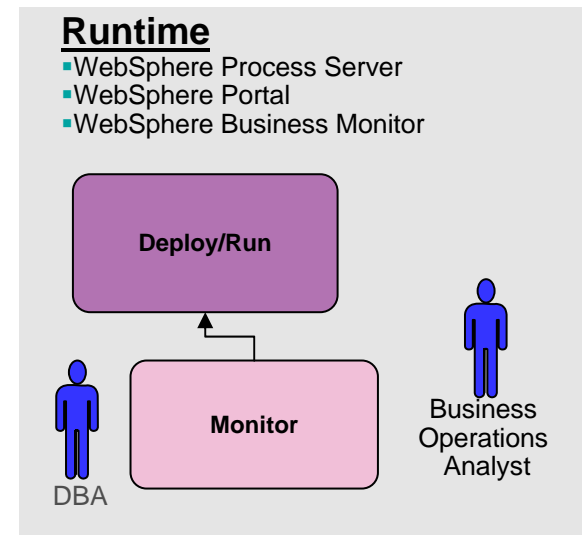 Runtime
▪WebSphere Process Server
▪WebSphere Portal
▪WebSphere Business Monitor
Deploy/Run
Monitor
Business
Operations
Analyst
DBA